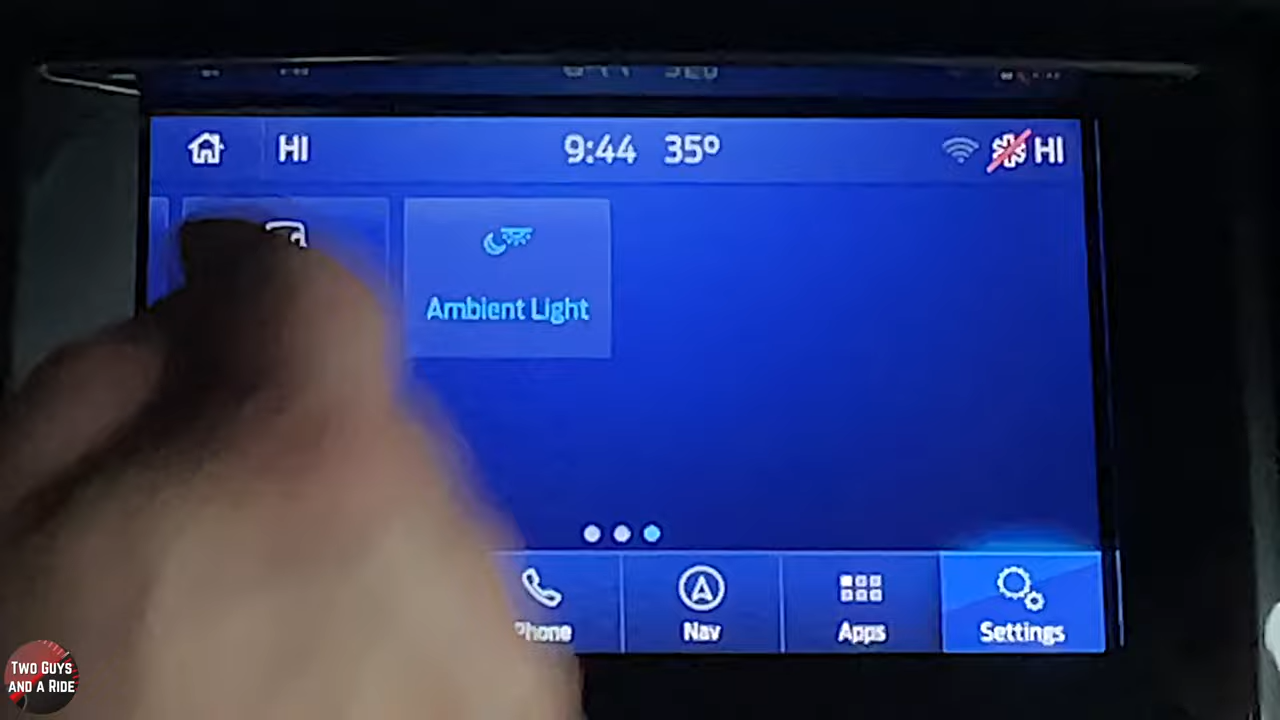 HI 9:44 35° HI
Ambient Light
Phone Nav Apps Settings
TWO GUYS
AND A RIDE